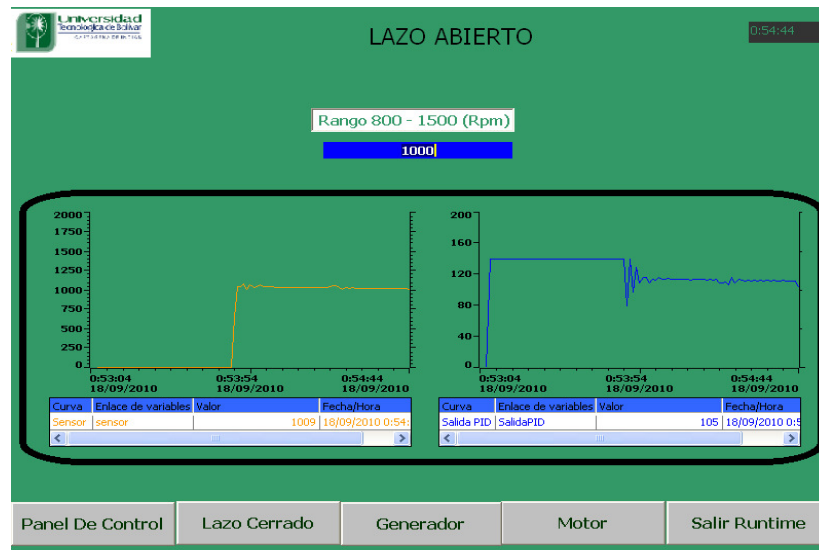 Universidad
Tecnológica de Bolívar
CARTAGENA DE INDIAS
LAZO ABIERTO
0:54:44
Rango 800 - 1500 (Rpm)
1000
2000
1750
1500
1250
1000
750
500
250
0
0:53:04 0:53:54 0:54:44
18/09/2010 18/09/2010 18/09/2010
Curva Enlace de variables Valor Fecha/Hora
Sensor sensor 1009 18/09/2010 0:54:
200
160
120
80
40
0
0:53:04 0:53:54 0:54:44
18/09/2010 18/09/2010 18/09/2010
Curva Enlace de variables Valor Fecha/Hora
Salida PID SalidaPID 105 18/09/2010 0:5
Panel De Control Lazo Cerrado Generador Motor Salir Runtime